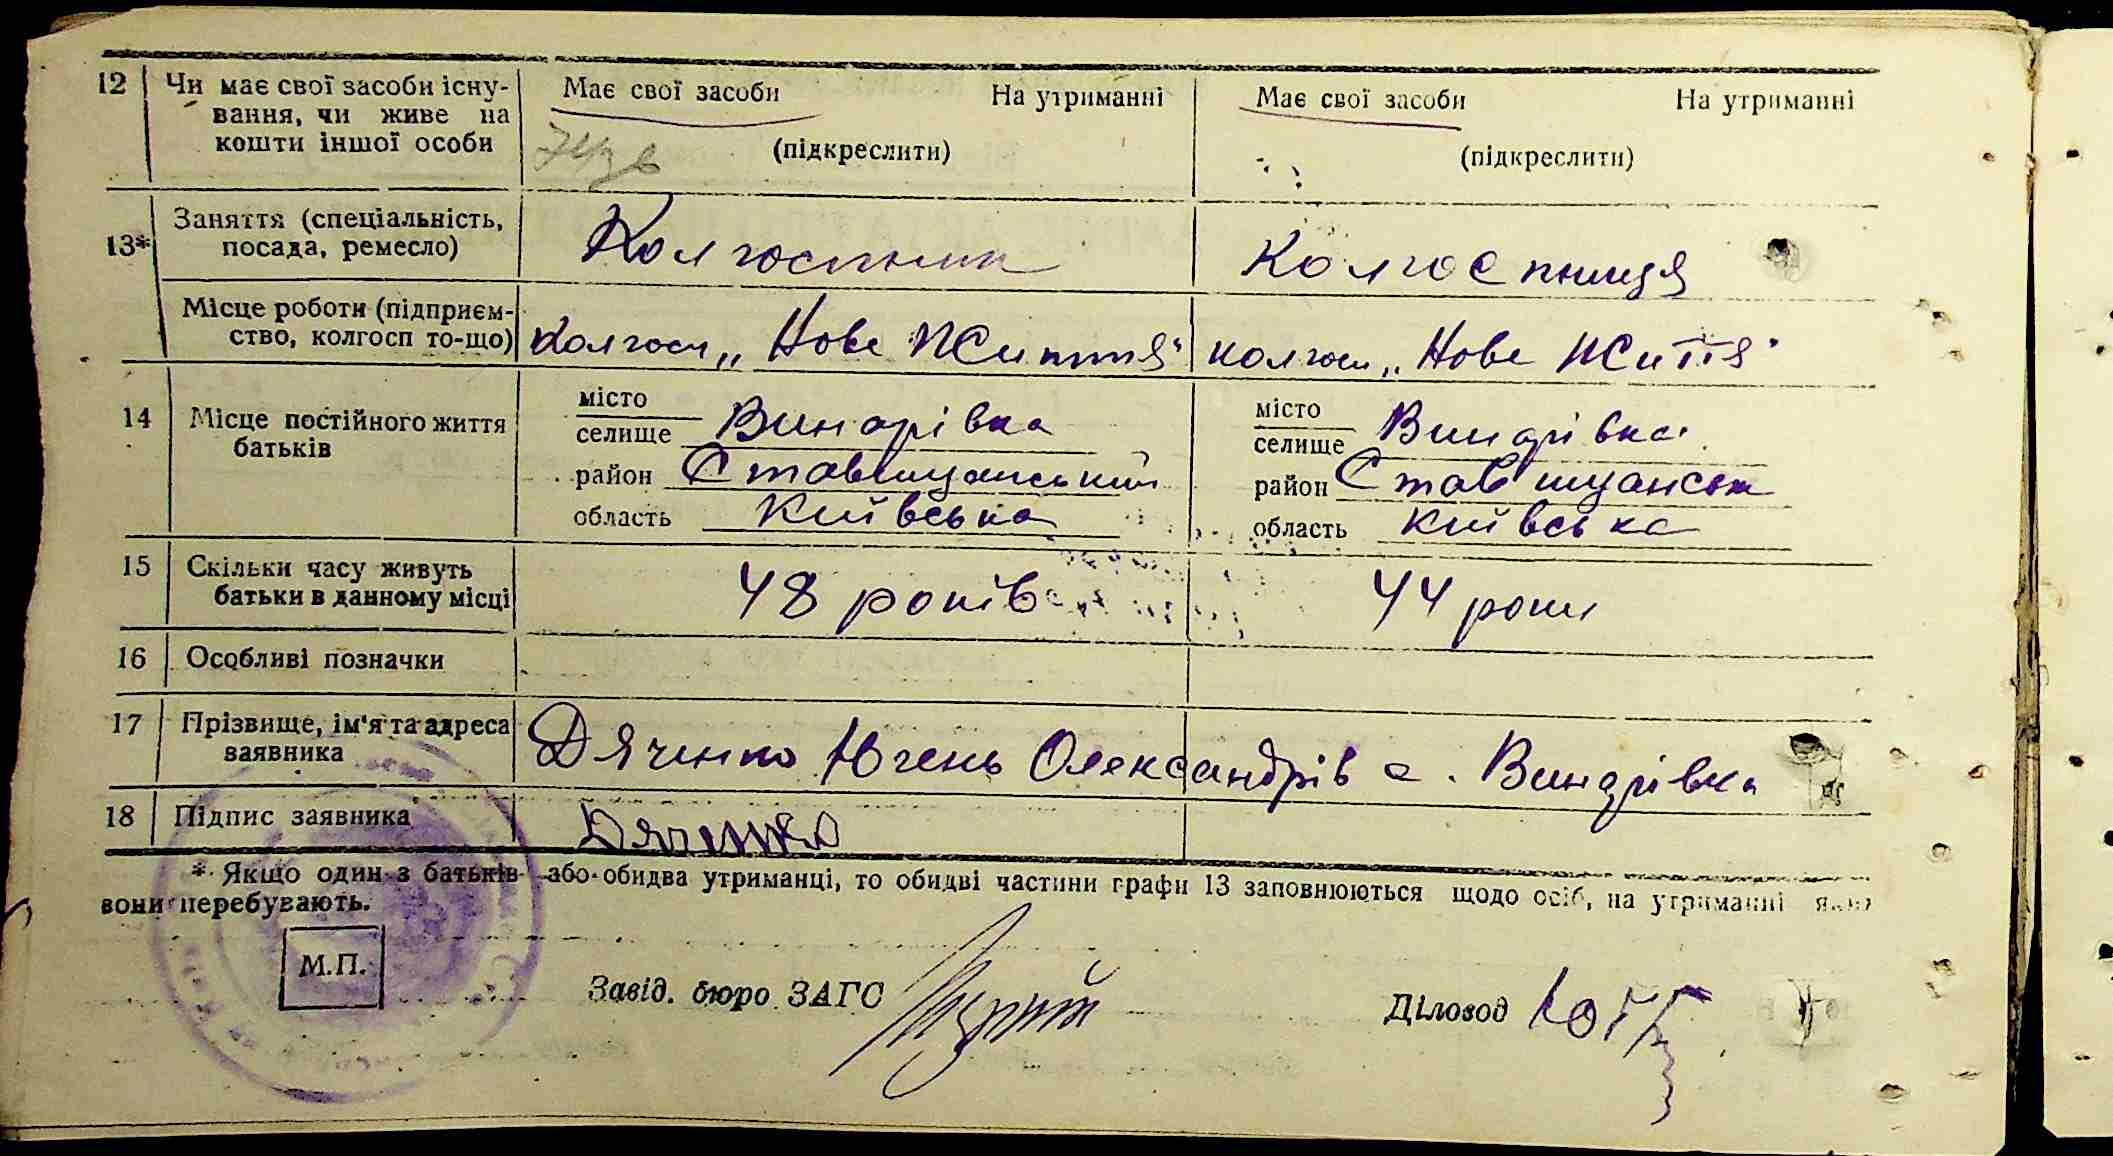 12 Чи має свої засоби існу- Має свої засоби На утриманні Має свої засоби На утриманні
вання, чи живе на
кошти іншої особи (підкреслити) (підкреслити)
13* Заняття (спеціальність, Колгоспник Колгоспниця
посада, ремесло)
Місце роботи (підприєм-
ство, колгосп то-що) Колгосп „Нове Життя" колгосп „Нове Життя"
14 Місце постійного життя
батьків
місто
селище Винарівка
район Ставищанський
область Київська
місто
селище Винарівка
район Ставищанськ
область Київська
15 Скільки часу живуть
батьки в данному місці 48 років 44 роки
16 Особливі позначки
17 Прізвище, ім'я та адреса
заявника Дяченко Олександрів с. Винарівка
18 Підпис заявника Дяченко
* Якщо один з батьків або обидва утриманці, то обидві частини графи 13 заповнюються щодо осіб, на утриманні яких
вони перебувають.
М.П.
Завід. бюро ЗАГС
Діловод